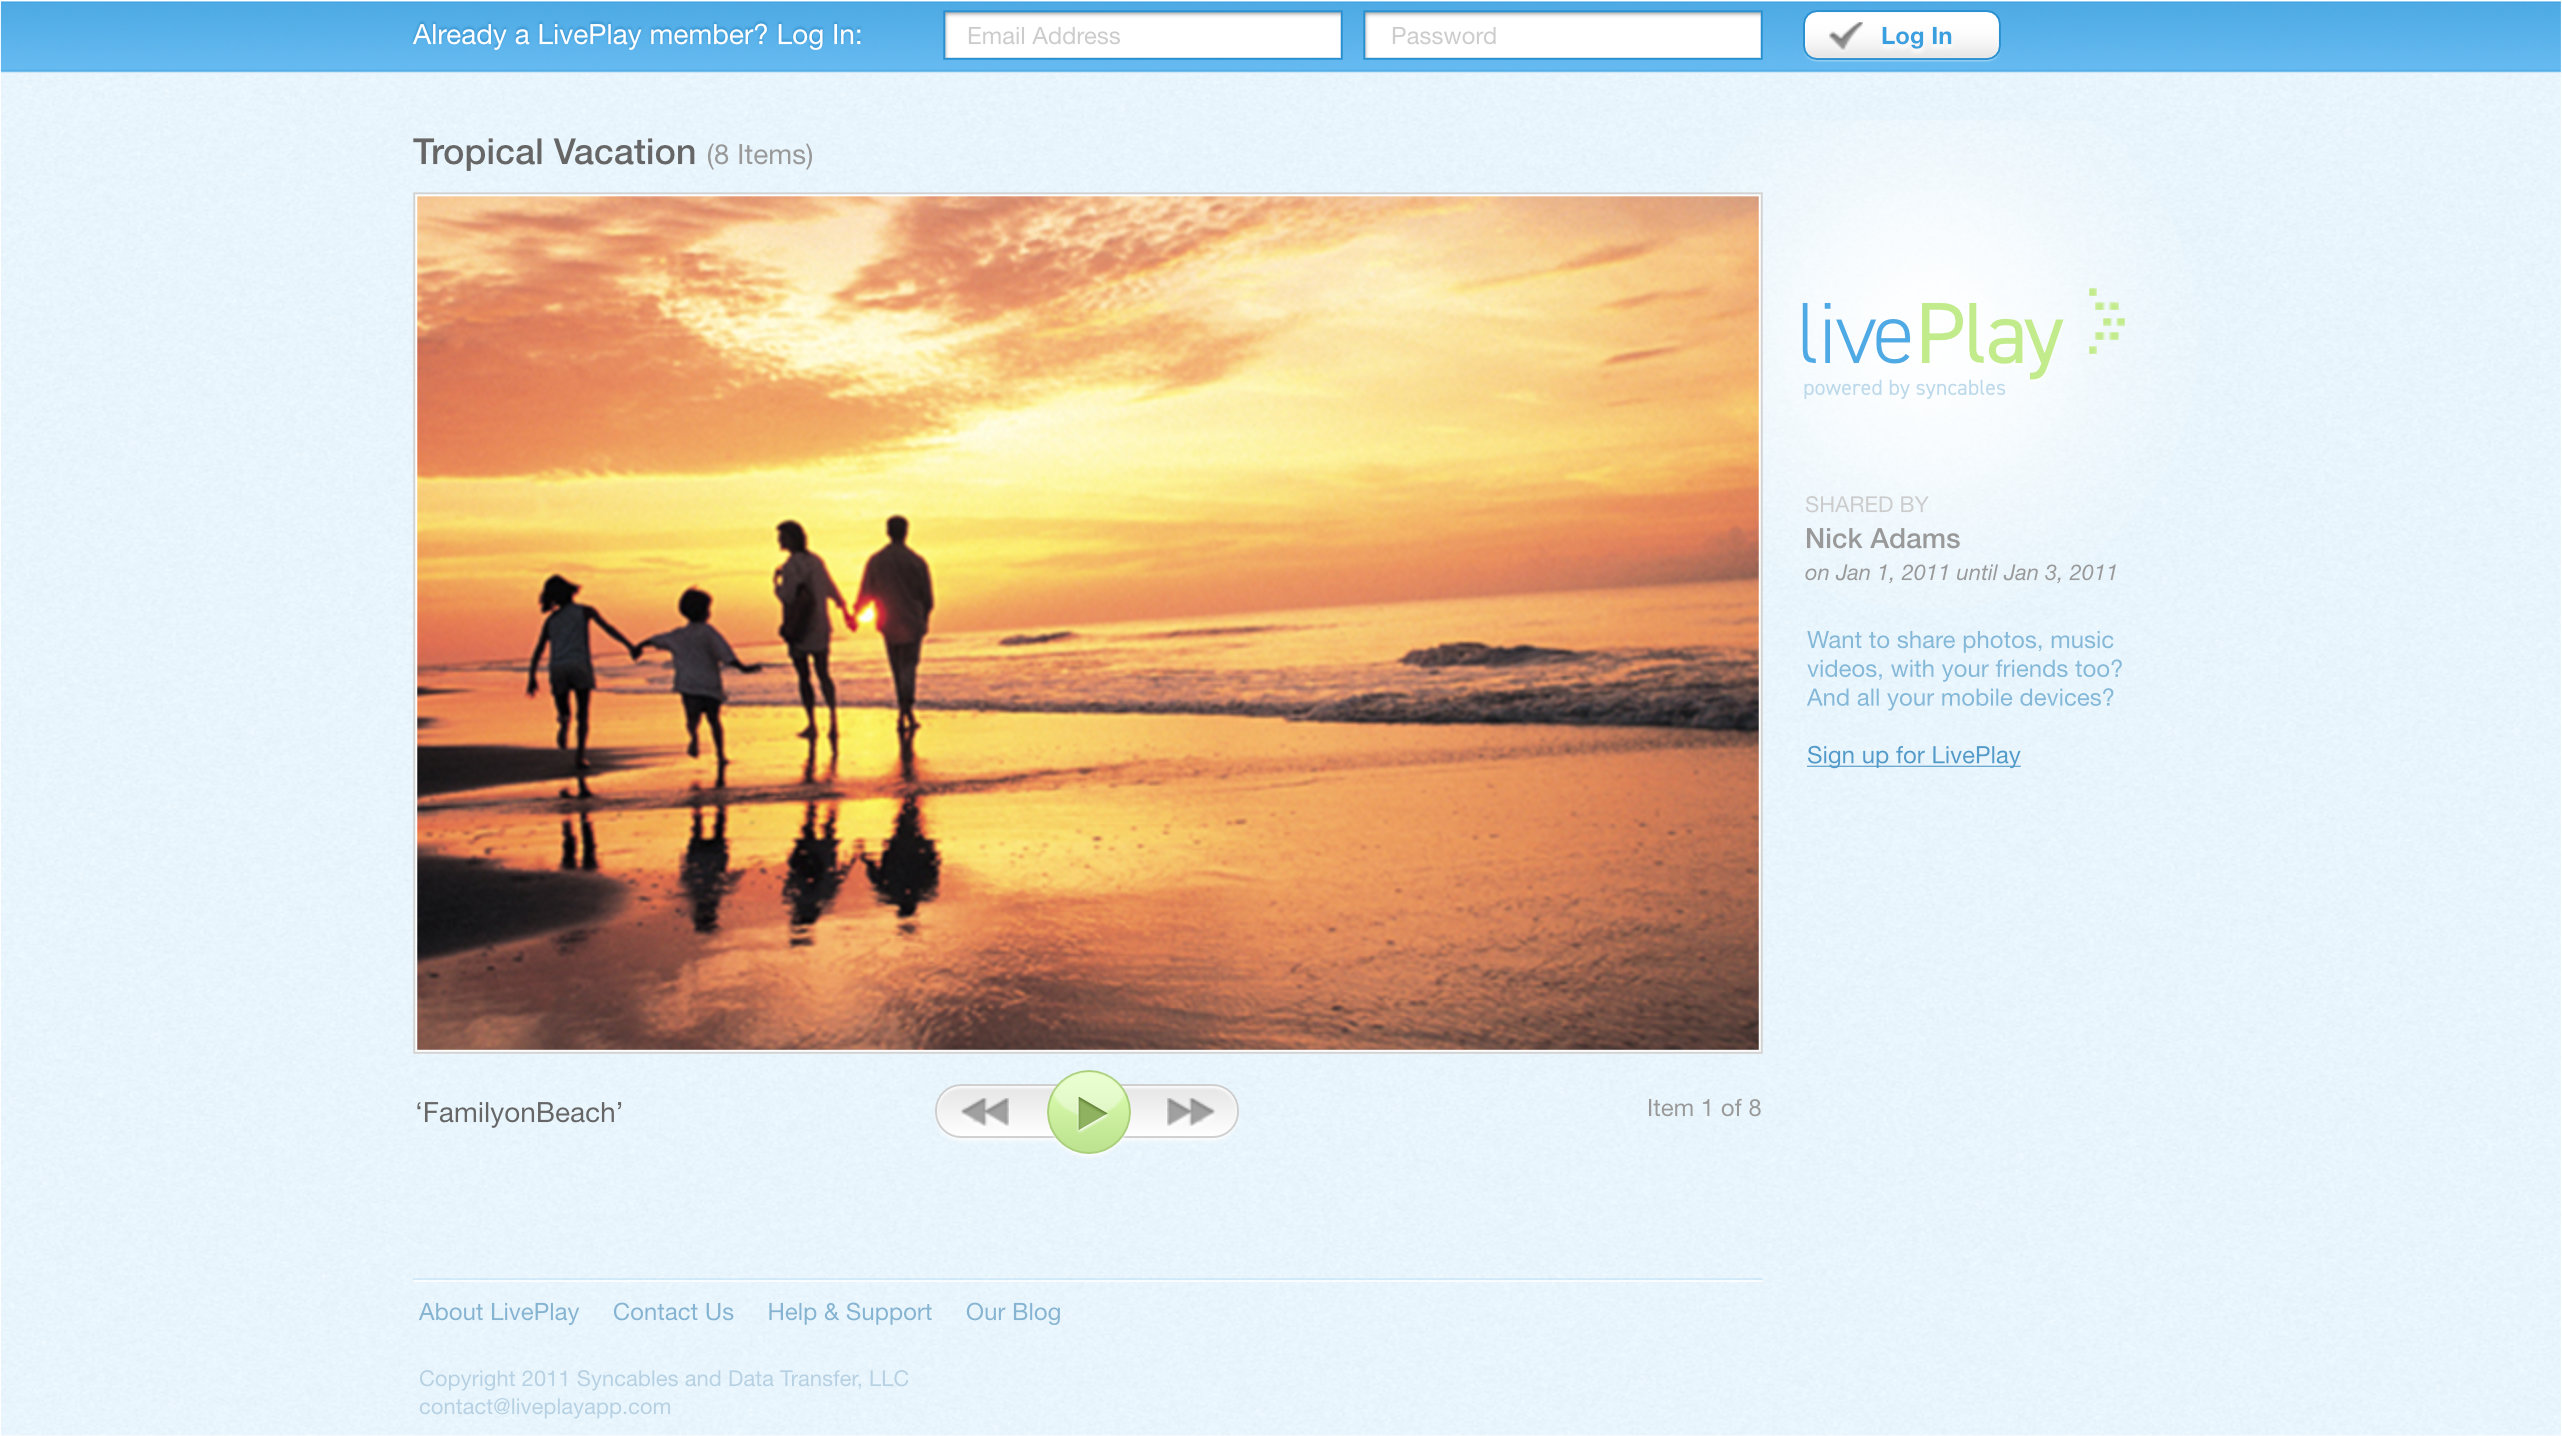 Already a LivePlay member? Log In:
Email Address
Password
Log In
Tropical Vacation (8 Items)
livePlay
powered by syncables
SHARED BY
Nick Adams
on Jan 1, 2011 until Jan 3, 2011
Want to share photos, music
videos, with your friends too?
And all your mobile devices?
Sign up for LivePlay
‘FamilyonBeach’
Item 1 of 8
About LivePlay
Contact Us
Help & Support
Our Blog
Copyright 2011 Syncables and Data Transfer, LLC
contact@liveplayapp.com